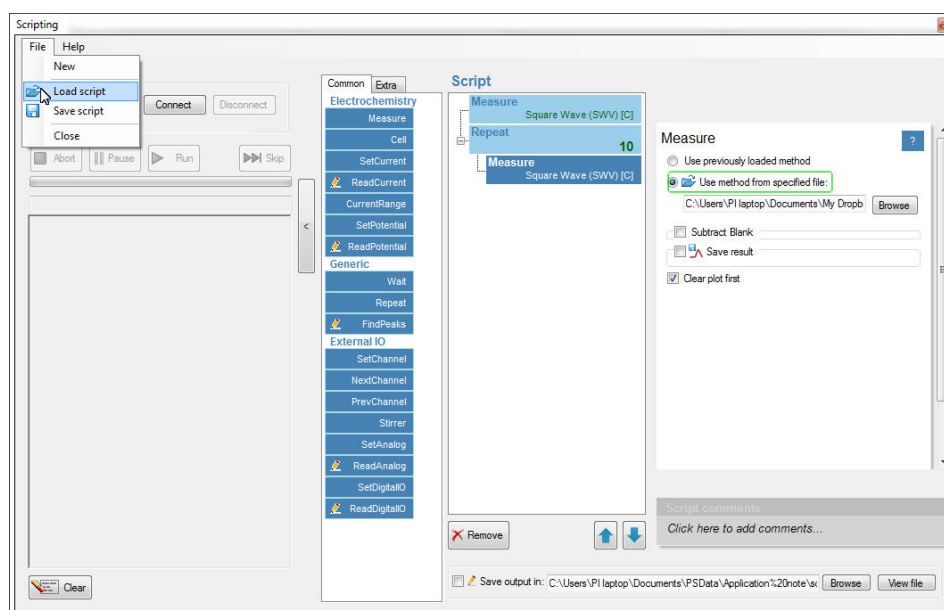 Scripting
File Help
New
Load script
Save script
Close
Connect Disconnect
Abort Pause Run Skip
<
Clear
Common Extra
Electrochemistry
Measure
Cell
SetCurrent
ReadCurrent
CurrentRange
SetPotential
ReadPotential
Generic
Wait
Repeat
FindPeaks
External IO
SetChannel
NextChannel
PrevChannel
Stirrer
SetAnalog
ReadAnalog
SetDigitalIO
ReadDigitalIO
Script
Measure
Square Wave (SWV) [C]
Repeat
10
Measure
Square Wave (SWV) [C]
Remove
Measure ?
Use previously loaded method
Use method from specified file:
C:\Users\PI laptop\Documents\My Dropb Browse
Subtract Blank
Save result
Clear plot first
Script comments
Click here to add comments...
Save output in: C:\Users\PI laptop\Documents\PSData\Application%20note\sc Browse View file